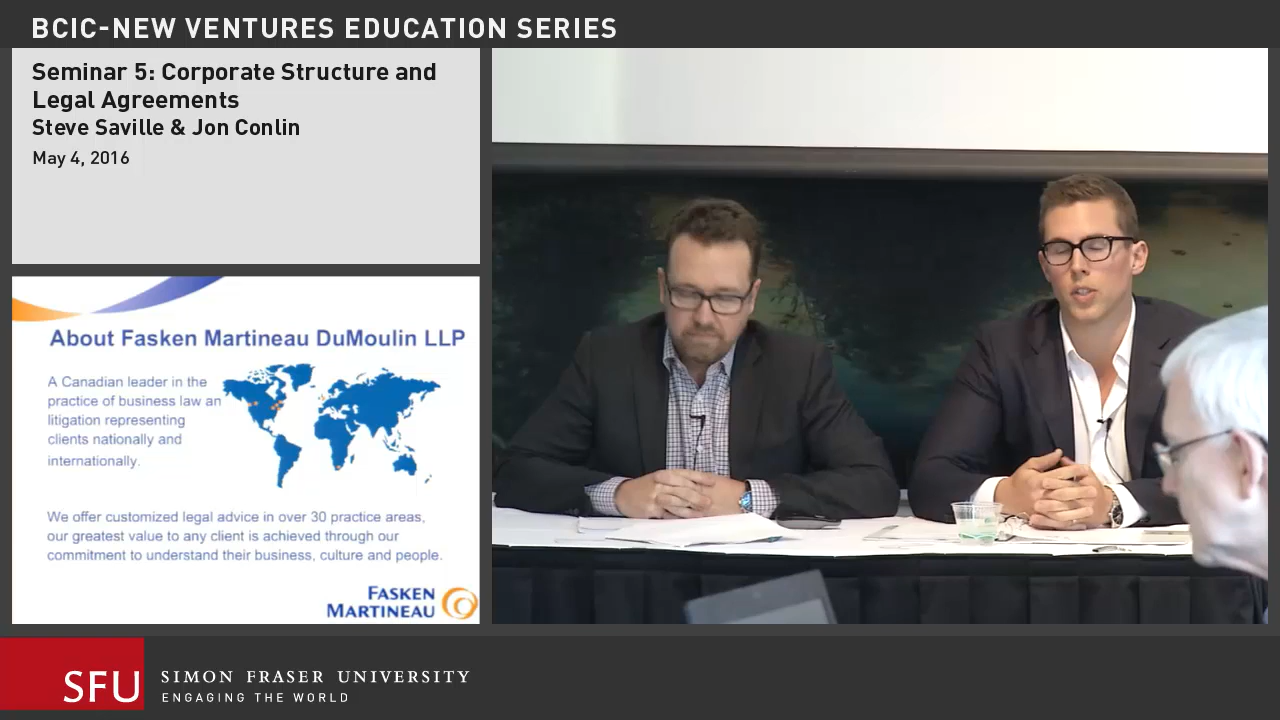 BCIC-NEW VENTURES EDUCATION SERIES
Seminar 5: Corporate Structure and
Legal Agreements
Steve Saville & Jon Conlin
May 4, 2016
About Fasken Martineau DuMoulin LLP
A Canadian leader in the
practice of business law an
litigation representing
clients nationally and
internationally.
We offer customized legal advice in over 30 practice areas,
our greatest value to any client is achieved through our
commitment to understand their business, culture and people.
FASKEN
MARTINEAU
SFU
SIMON FRASER UNIVERSITY
ENGAGING THE WORLD